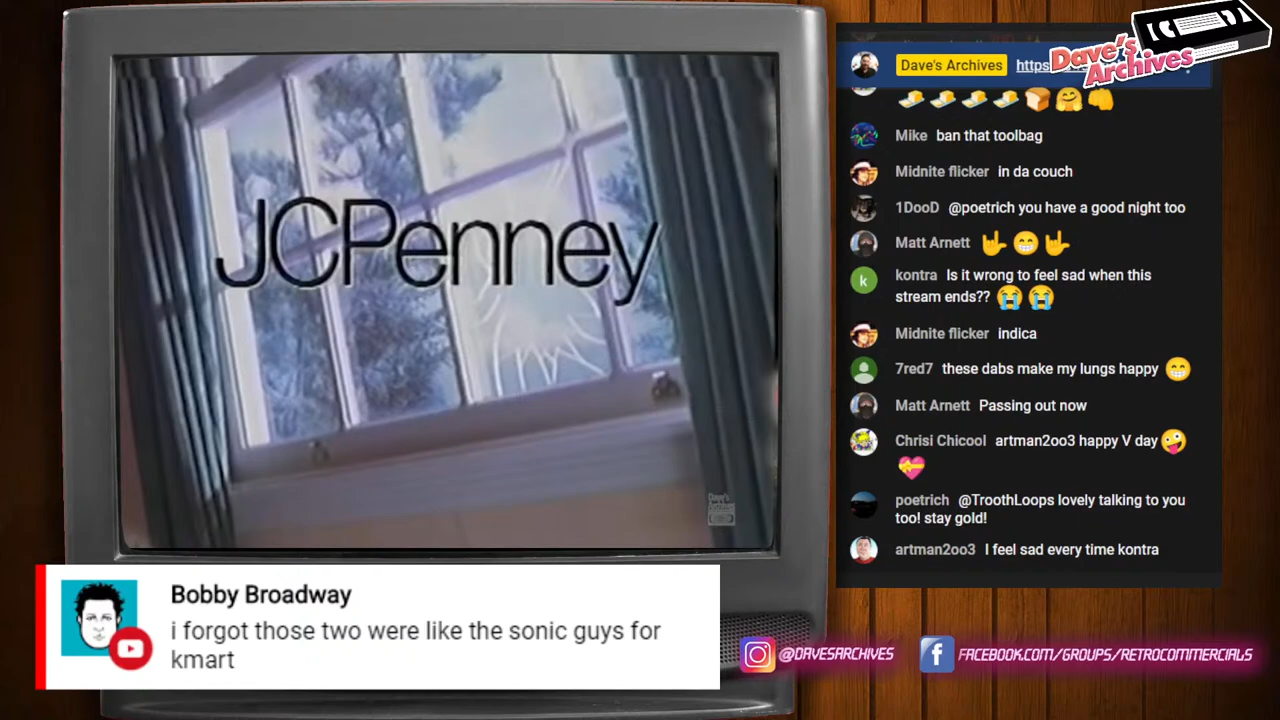 JCPenney
Dave's
Archives
Bobby Broadway
i forgot those two were like the sonic guys for
kmart
@DAVESARCHIVES
FACEBOOK.COM/GROUPS/RETROCOMMERCIALS
Dave's Archives
Dave's Archives https
Mike ban that toolbag
Midnite flicker in da couch
1DooD @poetrich you have a good night too
Matt Arnett 🤟😁🤟
k
kontra Is it wrong to feel sad when this
stream ends?? 😭 😭
Midnite flicker indica
7red7 these dabs make my lungs happy 😁
Matt Arnett Passing out now
Chrisi Chicool artman2oo3 happy V day🤪
💝
poetrich @TroothLoops lovely talking to you
too! stay gold!
artman2oo3 I feel sad every time kontra